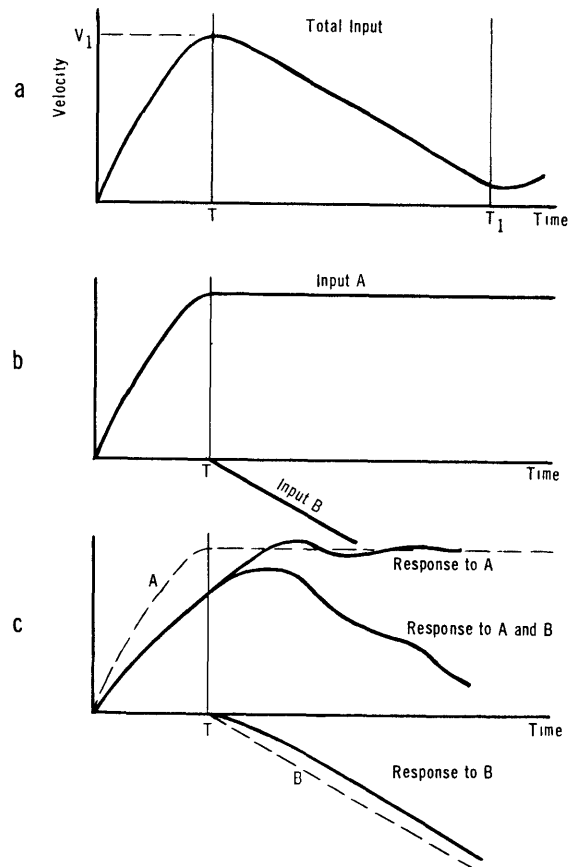 Total Input
V1
a
Velocity
T
T1
Time
Input A
b
T
Time
Input B
A
Response to A
c
Response to A and B
T
Time
B
Response to B